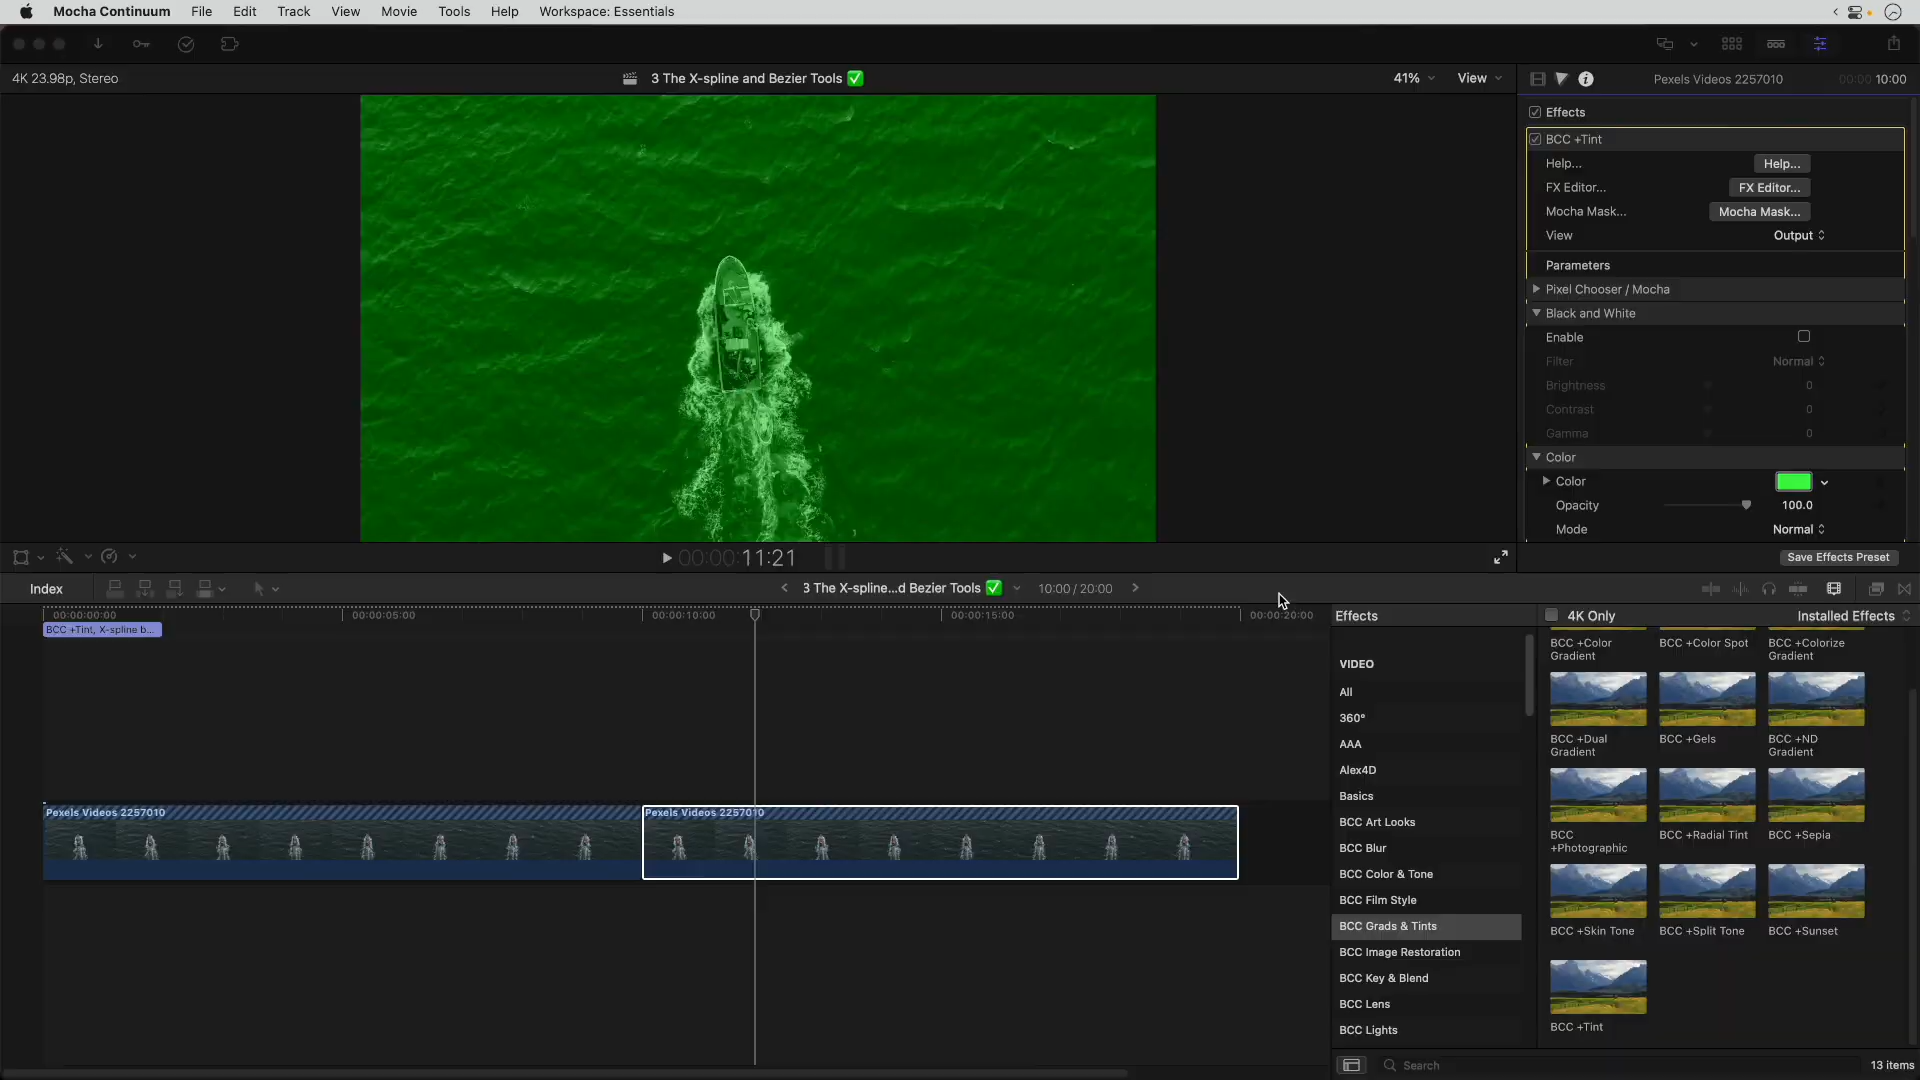 Mocha Continuum File Edit Track View Movie Tools Help Workspace: Essentials
4K 23.98p, Stereo
3 The X-spline and Bezier Tools ✅
41%
View
Pexels Videos 2257010
00:00:10:00
Effects
BCC +Tint
Help...
Help...
FX Editor...
FX Editor...
Mocha Mask...
Mocha Mask...
View
Output
Parameters
Pixel Chooser / Mocha
Black and White
Enable
Filter
Normal
Brightness
0
Contrast
0
Gamma
0
Color
Color
Opacity
100.0
Mode
Normal
00:00:11:21
Save Effects Preset
Index
3 The X-spline...d Bezier Tools ✅
10:00 / 20:00
00:00:00:00
00:00:05:00
00:00:10:00
00:00:15:00
00:00:20:00
BCC +Tint, X-spline b...
Pexels Videos 2257010
Pexels Videos 2257010
Effects
4K Only
Installed Effects
VIDEO
All
360°
AAA
Alex4D
Basics
BCC Art Looks
BCC Blur
BCC Color & Tone
BCC Film Style
BCC Grads & Tints
BCC Image Restoration
BCC Key & Blend
BCC Lens
BCC Lights
BCC +Color
Gradient
BCC +Color Spot
BCC +Colorize
Gradient
BCC +Dual
Gradient
BCC +Gels
BCC +ND
Gradient
BCC
+Photographic
BCC +Radial Tint
BCC +Sepia
BCC +Skin Tone
BCC +Split Tone
BCC +Sunset
BCC +Tint
Search
13 items